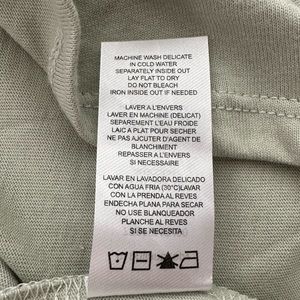 MACHINE WASH DELICATE
IN COLD WATER
SEPARATELY INSIDE OUT
LAY FLAT TO DRY
DO NOT BLEACH
IRON INSIDE OUT IF NEEDED
LAVER A L'ENVERS
LAVER EN MACHINE (DELICAT)
SEPAREMENT L'EAU FROIDE
LAIC A PLAT POUR SECHER
NE PAS AJOUTER D'AGENT DE
BLANCHIMENT
REPASSER A L'ENVERS
SI NECESSAIRE
LAVAR EN LAVADORA DELICADO
CON AGUA FRIA (30°C)LAVAR
CON LA PRENDA AL REVES
ENDECHA PLANA PARA SECAR
NO USE BLANQUEADOR
PLANCHE AL REVES
SI SE NECESITA